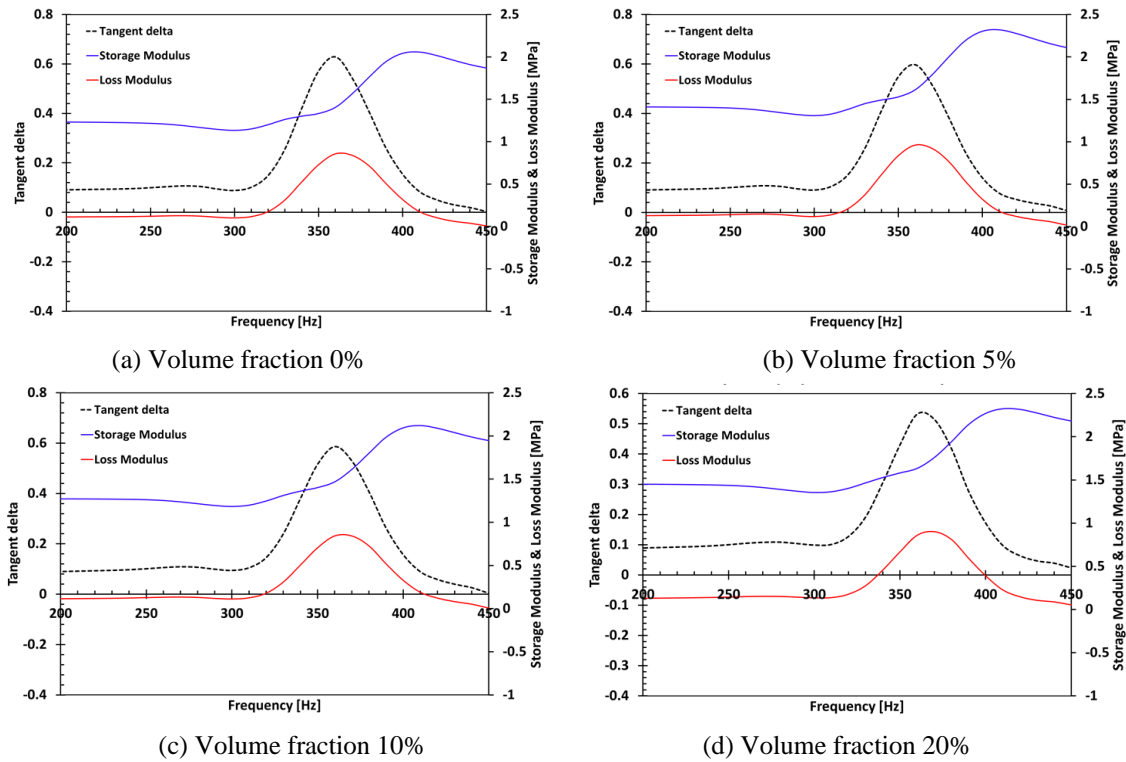 0.8
0.6
0.4
0.2
0
-0.2
-0.4
Tangent delta
Tangent delta
Storage Modulus
Loss Modulus
200 250 300 350 400 450
Frequency [Hz]
2.5
2
1.5
1
0.5
0
-0.5
-1
Storage Modulus & Loss Modulus [MPa]
(a) Volume fraction 0%
0.8
0.6
0.4
0.2
0
-0.2
-0.4
Tangent delta
Tangent delta
Storage Modulus
Loss Modulus
200 250 300 350 400 450
Frequency [Hz]
2.5
2
1.5
1
0.5
0
-0.5
-1
Storage Modulus & Loss Modulus [MPa]
(b) Volume fraction 5%
0.8
0.6
0.4
0.2
0
-0.2
-0.4
Tangent delta
Tangent delta
Storage Modulus
Loss Modulus
200 250 300 350 400 450
Frequency [Hz]
2.5
2
1.5
1
0.5
0
-0.5
-1
Storage Modulus & Loss Modulus [MPa]
(c) Volume fraction 10%
0.6
0.5
0.4
0.3
0.2
0.1
0
-0.1
-0.2
-0.3
-0.4
Tangent delta
Tangent delta
Storage Modulus
Loss Modulus
200 250 300 350 400 450
Frequency [Hz]
2.5
2
1.5
1
0.5
0
-0.5
-1
Storage Modulus & Loss Modulus [MPa]
(d) Volume fraction 20%